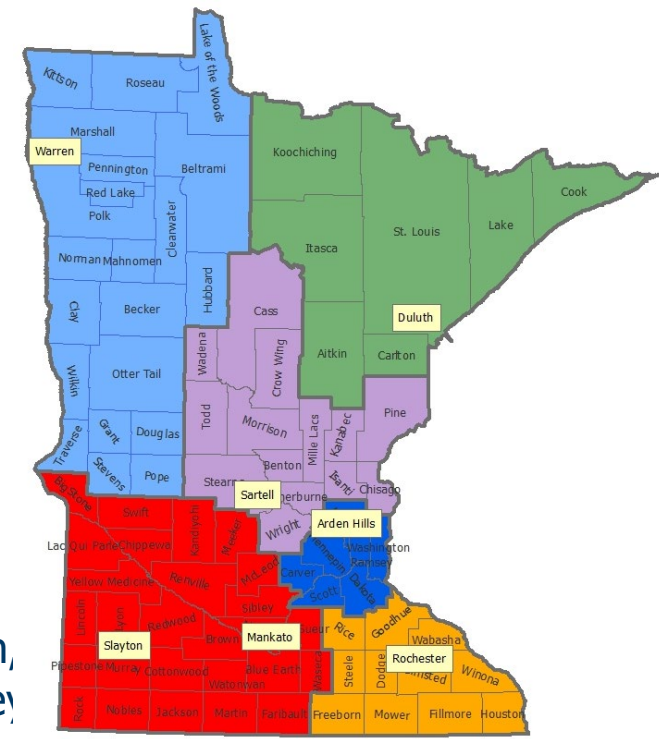 Kittson
Roseau
Lake of the Woods
Marshall
Warren
Pennington
Beltrami
Koochiching
Cook
Red Lake
Polk
Clearwater
St. Louis
Lake
Itasca
Norman
Mahnomen
Hubbard
Clay
Becker
Cass
Duluth
Wadena
Crow Wing
Aitkin
Carlton
Wilkin
Otter Tail
Todd
Morrison
Mille Lacs
Kanabec
Pine
Traverse
Grant
Douglas
Stevens
Pope
Benton
Isanti
Chisago
Stearns
Sartell
herburne
Big Stone
Swift
Kandiyohi
Meeker
Wright
Arden Hills
Lac Qui Parle
Chippewa
McLeod
Carver
ennepin
Washington
Ramsey
Yellow Medicine
Renville
Scott
Dakota
Lincoln
Lyon
Redwood
Sibley
Brown
Mankato
ueur
Rice
Goodhue
Wabasha
n,
Slayton
Rochester
Pipestone
Murray
Cottonwood
Watonwan
Blue Earth
Waseca
Steele
Dodge
lmsted
Winona
ey
Rock
Nobles
Jackson
Martin
Faribault
Freeborn
Mower
Fillmore
Houston